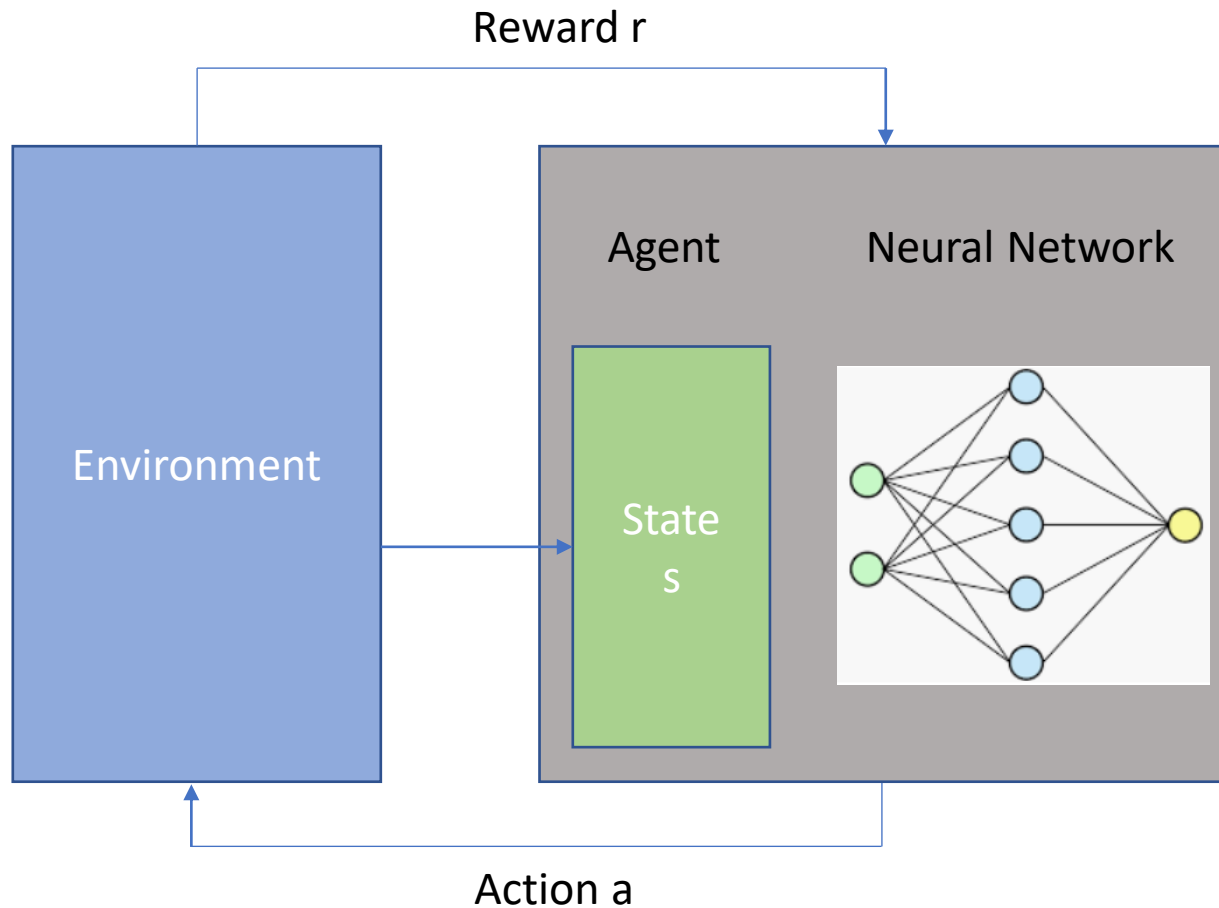 Reward r
Agent
Neural Network
Environment
State
s
Action a